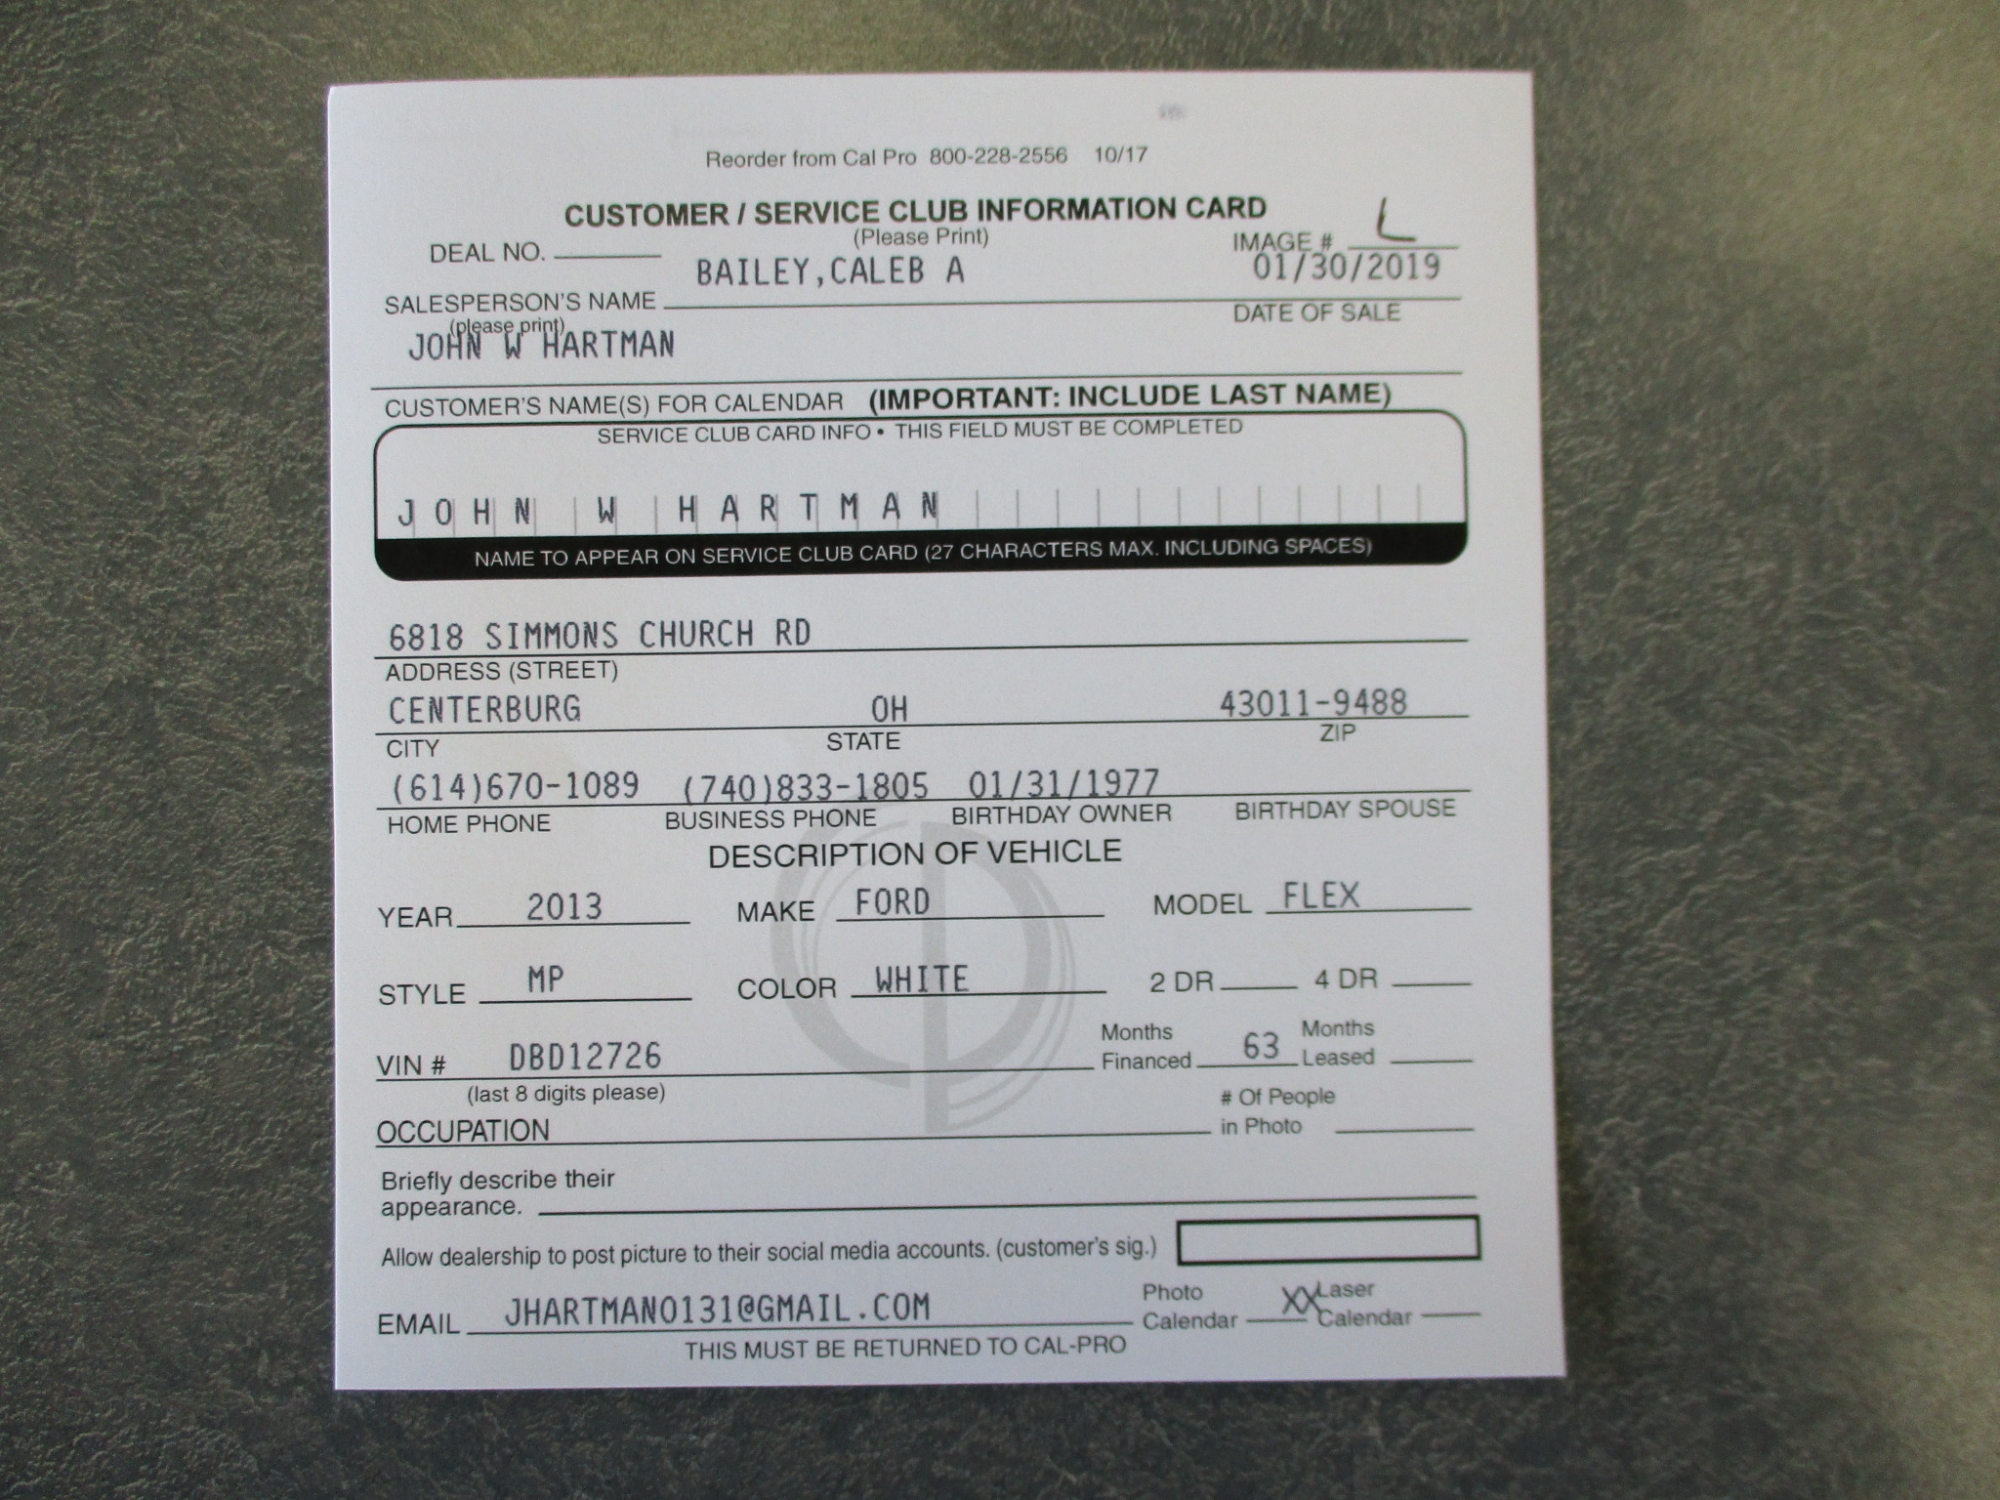 Reorder from Cal Pro 800-228-2556 10/17
CUSTOMER / SERVICE CLUB INFORMATION CARD
(Please Print)
DEAL NO. IMAGE # L
BAILEY,CALEB A 01/30/2019
SALESPERSON'S NAME DATE OF SALE
(please print)
JOHN W HARTMAN
CUSTOMER'S NAME(S) FOR CALENDAR (IMPORTANT: INCLUDE LAST NAME)
SERVICE CLUB CARD INFO • THIS FIELD MUST BE COMPLETED
JOHN W HARTMAN
NAME TO APPEAR ON SERVICE CLUB CARD (27 CHARACTERS MAX. INCLUDING SPACES)
6818 SIMMONS CHURCH RD
ADDRESS (STREET)
CENTERBURG OH 43011-9488
CITY STATE ZIP
(614)670-1089 (740)833-1805 01/31/1977
HOME PHONE BUSINESS PHONE BIRTHDAY OWNER BIRTHDAY SPOUSE
DESCRIPTION OF VEHICLE
YEAR 2013 MAKE FORD MODEL FLEX
STYLE MP COLOR WHITE 2 DR 4 DR
Months Months
VIN # DBD12726 Financed 63 Leased
(last 8 digits please)
# Of People
OCCUPATION in Photo
Briefly describe their
appearance.
Allow dealership to post picture to their social media accounts. (customer's sig.)
Photo XX Laser
EMAIL JHARTMAN0131@GMAIL.COM Calendar Calendar
THIS MUST BE RETURNED TO CAL-PRO